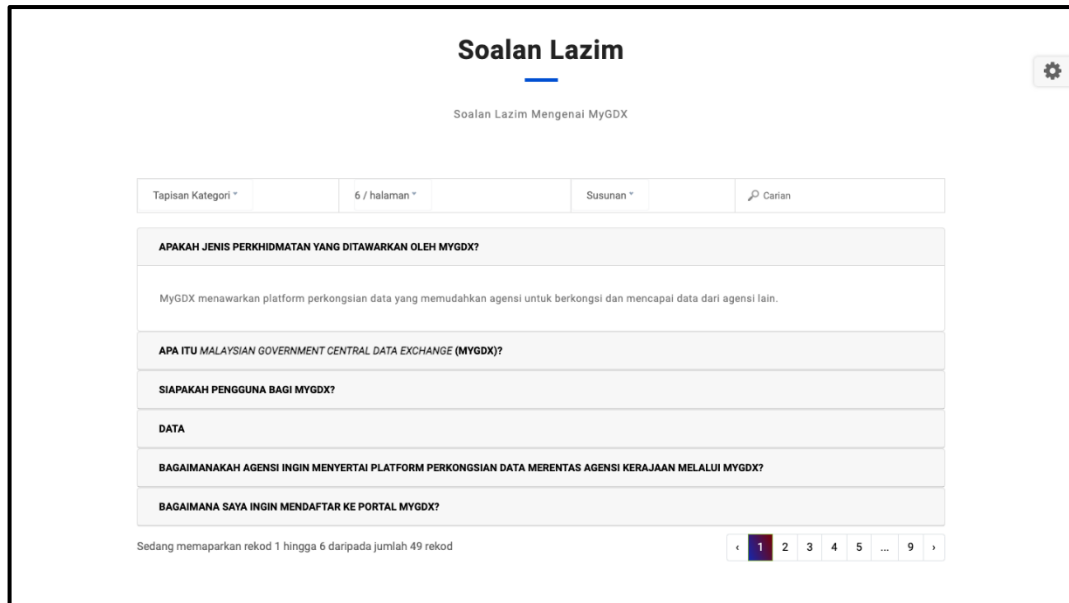 Soalan Lazim
Soalan Lazim Mengenai MyGDX
Tapisan Kategori 6 / halaman Susunan Carian
APAKAH JENIS PERKHIDMATAN YANG DITAWARKAN OLEH MYGDX?
MyGDX menawarkan platform perkongsian data yang memudahkan agensi untuk berkongsi dan mencapai data dari agensi lain.
APA ITU MALAYSIAN GOVERNMENT CENTRAL DATA EXCHANGE (MYGDX)?
SIAPAKAH PENGGUNA BAGI MYGDX?
DATA
BAGAIMANAKAH AGENSI INGIN MENYERTAI PLATFORM PERKONGSIAN DATA MERENTAS AGENSI KERAJAAN MELALUI MYGDX?
BAGAIMANA SAYA INGIN MENDAFTAR KE PORTAL MYGDX?
Sedang memaparkan rekod 1 hingga 6 daripada jumlah 49 rekod ‹ 1 2 3 4 5 ... 9 ›